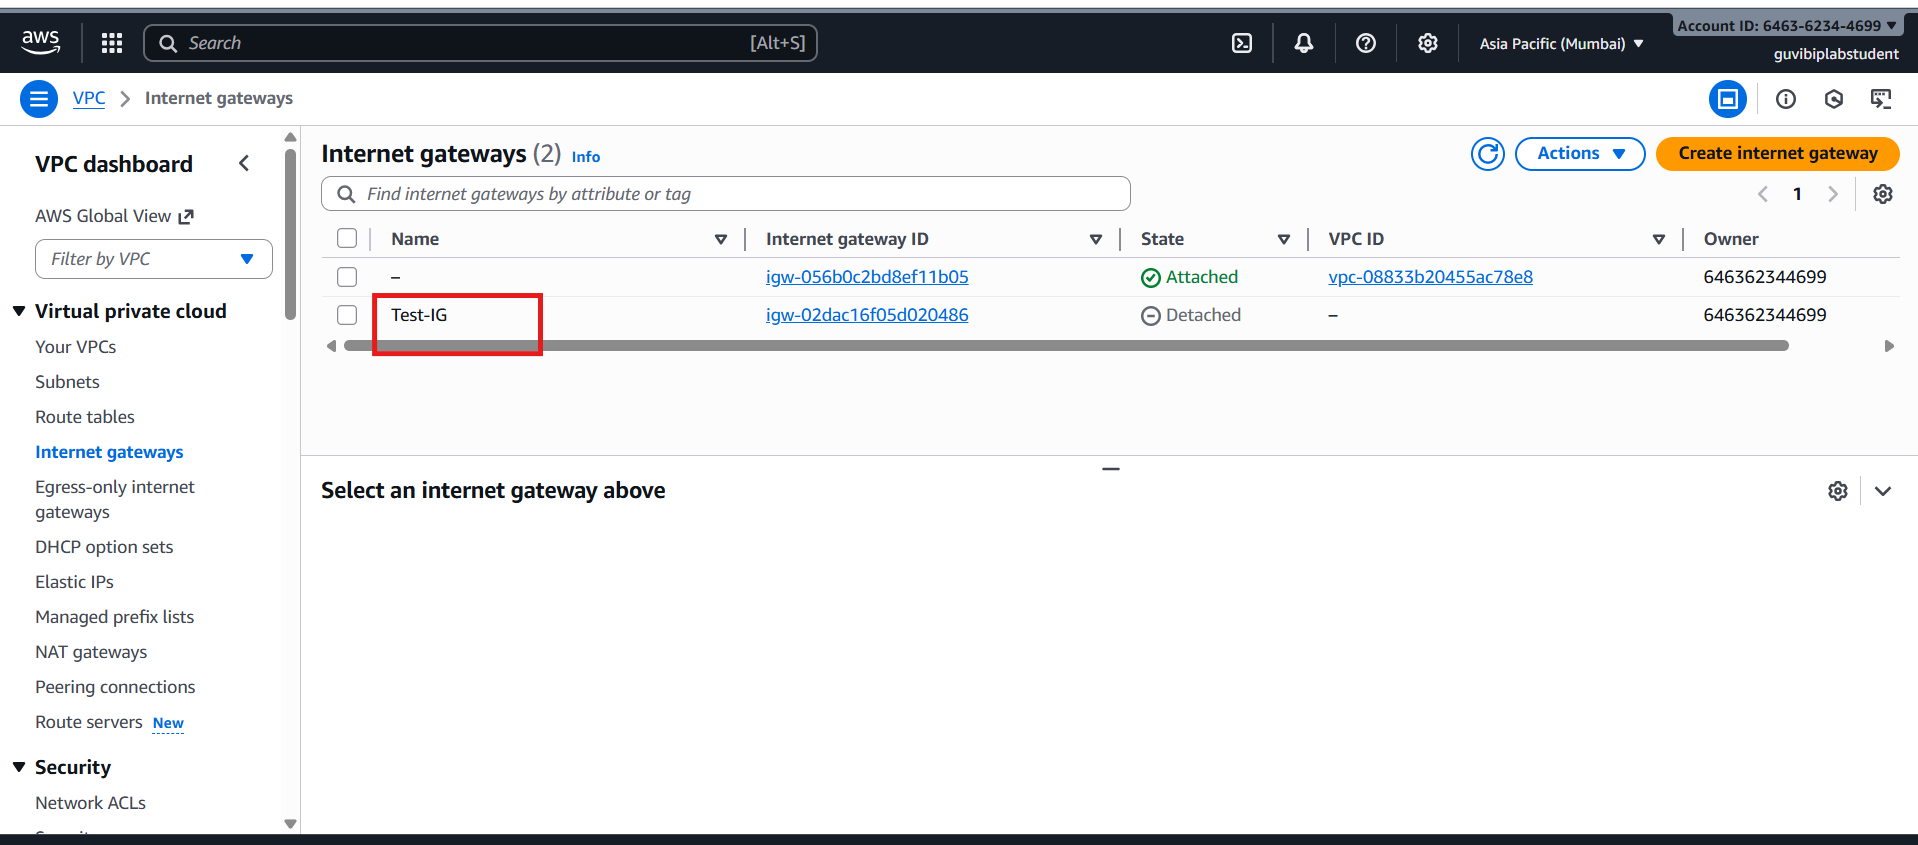 aws
Search [Alt+S]
Asia Pacific (Mumbai)
Account ID: 6463-6234-4699
guvibiplabstudent
VPC > Internet gateways
VPC dashboard
AWS Global View
Filter by VPC
Virtual private cloud
Your VPCs
Subnets
Route tables
Internet gateways
Egress-only internet
gateways
DHCP option sets
Elastic IPs
Managed prefix lists
NAT gateways
Peering connections
Route servers New
Security
Network ACLs
Internet gateways (2) Info
Actions
Create internet gateway
Find internet gateways by attribute or tag
1
Name Internet gateway ID State VPC ID Owner
– igw-056b0c2bd8ef11b05 Attached vpc-08833b20455ac78e8 646362344699
Test-IG igw-02dac16f05d020486 Detached – 646362344699
Select an internet gateway above